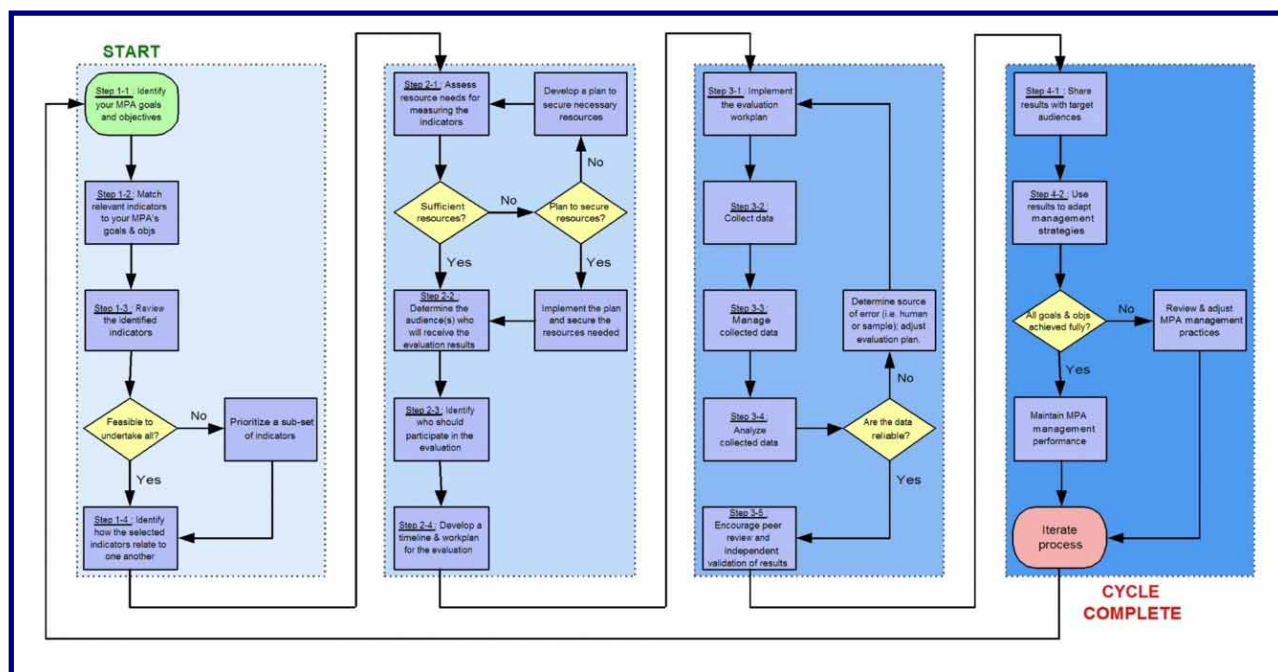 START
Step 1-1: Identify
your MPA goals
and objectives
Step 1-2: Match
relevant indicators
to your MPA's
goals & objs
Step 1-3: Review
the identified
indicators
Feasible to
undertake all?
No
Prioritize a sub-set
of indicators
Yes
Step 1-4: Identify
how the selected
indicators relate to
one another
Step 2-1: Assess
resource needs for
measuring the
indicators
Develop a plan to
secure necessary
resources
No
Sufficient
resources?
No
Plan to secure
resources?
Yes
Yes
Step 2-2:
Determine the
audience(s) who
will receive the
evaluation results
Implement the plan
and secure the
resources needed
Step 2-3: Identify
who should
participate in the
evaluation
Step 2-4: Develop a
timeline & workplan
for the evaluation
Step 3-1: Implement
the evaluation
workplan
Step 3-2:
Collect data
Step 3-3:
Manage
collected data
Determine source
of error (i.e. human
or sample); adjust
evaluation plan.
No
Step 3-4:
Analyze
collected data
Are the data
reliable?
Yes
Step 3-5:
Encourage peer
review and
independent
validation of results
Step 4-1: Share
results with target
audiences
Step 4-2: Use
results to adapt
management
strategies
All goals & objs
achieved fully?
No
Review & adjust
MPA management
practices
Yes
Maintain MPA
management
performance
Iterate
process
CYCLE
COMPLETE